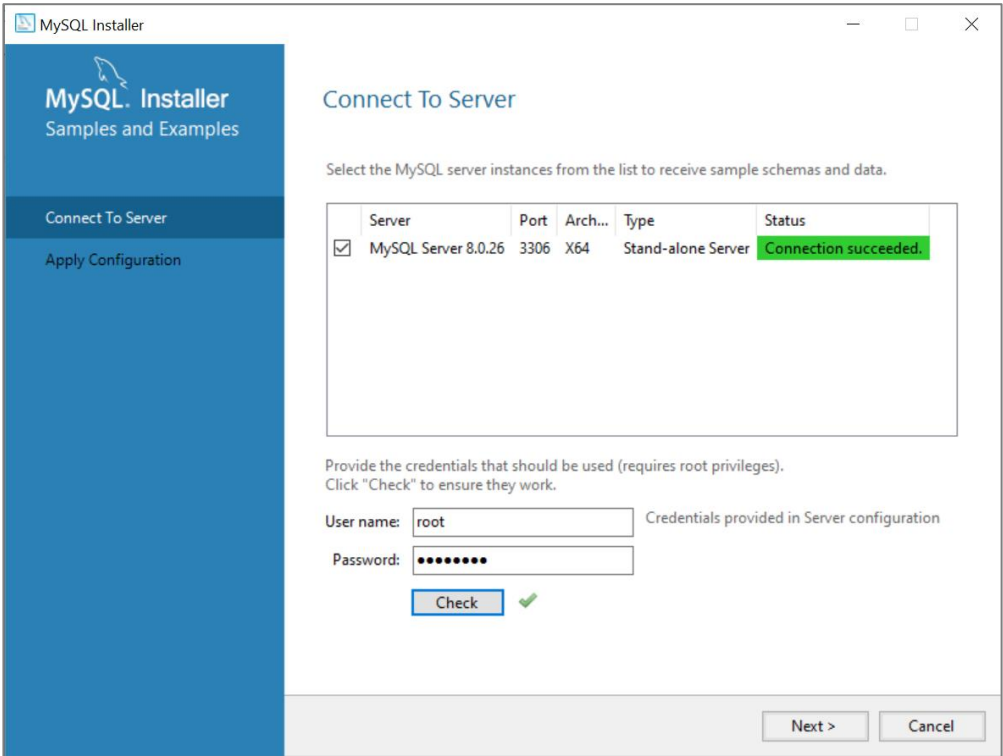 MySQL Installer
MySQL. Installer
Samples and Examples
Connect To Server
Apply Configuration
Connect To Server
Select the MySQL server instances from the list to receive sample schemas and data.
Server Port Arch... Type Status
MySQL Server 8.0.26 3306 X64 Stand-alone Server Connection succeeded.
Provide the credentials that should be used (requires root privileges).
Click "Check" to ensure they work.
User name: root Credentials provided in Server configuration
Password: ●●●●●●●●
Check
Next > Cancel